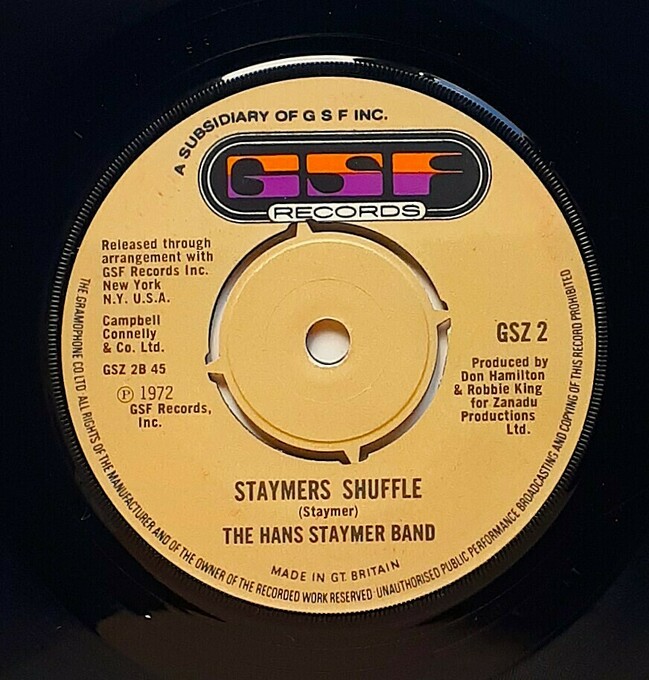 A SUBSIDIARY OF G S F INC.
GSF
RECORDS
Released through
arrangement with
GSF Records Inc.
New York
N.Y. U.S.A.
Campbell
Connelly
& Co. Ltd.
GSZ 2B 45
Ⓟ 1972
GSF Records,
Inc.
GSZ 2
Produced by
Don Hamilton
& Robbie King
for Zanadu
Productions
Ltd.
STAYMERS SHUFFLE
(Staymer)
THE HANS STAYMER BAND
MADE IN GT. BRITAIN
THE GRAMOPHONE CO LTD· ALL RIGHTS OF THE MANUFACTURER AND OF THE OWNER OF THE RECORDED WORK RESERVED· UNAUTHORISED PUBLIC PERFORMANCE BROADCASTING AND COPYING OF THIS RECORD PROHIBITED